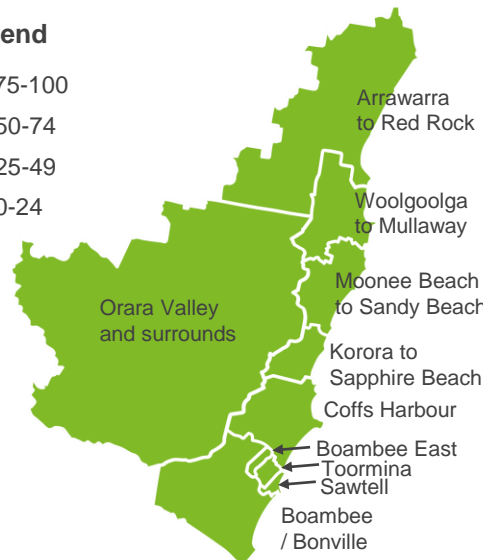 end
75-100
50-74
25-49
0-24
Arrawarra
to Red Rock
Woolgoolga
to Mullaway
Moonee Beach
to Sandy Beach
Orara Valley
and surrounds
Korora to
Sapphire Beach
Coffs Harbour
Boambee East
Toormina
Sawtell
Boambee
/ Bonville